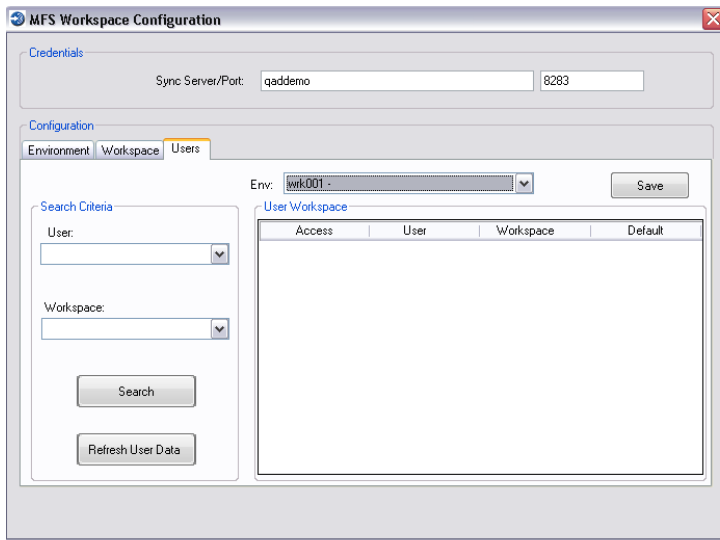 MFS Workspace Configuration
Credentials
Sync Server/Port: qaddemo 8283
Configuration
Environment Workspace Users
Env: wrk001 - Save
Search Criteria
User:
Workspace:
Search
Refresh User Data
User Workspace
Access User Workspace Default